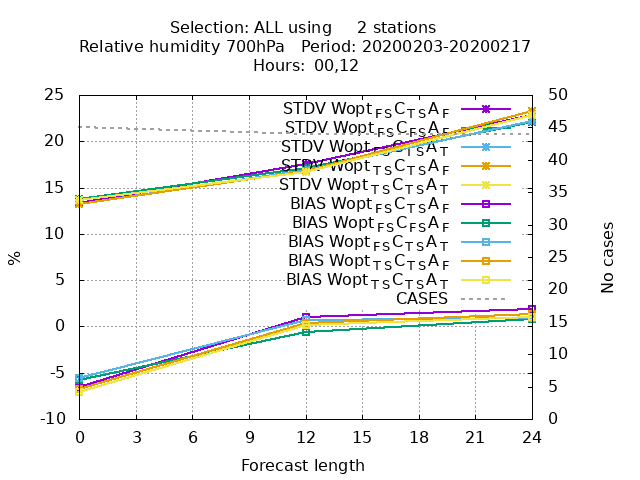 Selection: ALL using 2 stations
Relative humidity 700hPa Period: 20200203-20200217
Hours: 00,12
25 50
20 45
15 40
10 35
5 30
0 25
-5 20
-10 15
10
5
0
STDV Wopt FS C TS A F
STDV Wopt FS C FS A F
STDV Wopt FS C TS A T
STDV Wopt TS C TS A F
STDV Wopt TS C TS A T
BIAS Wopt FS C TS A F
BIAS Wopt FS C FS A F
BIAS Wopt FS C TS A T
BIAS Wopt TS C TS A F
BIAS Wopt TS C TS A T
CASES
%
No cases
0 3 6 9 12 15 18 21 24
Forecast length